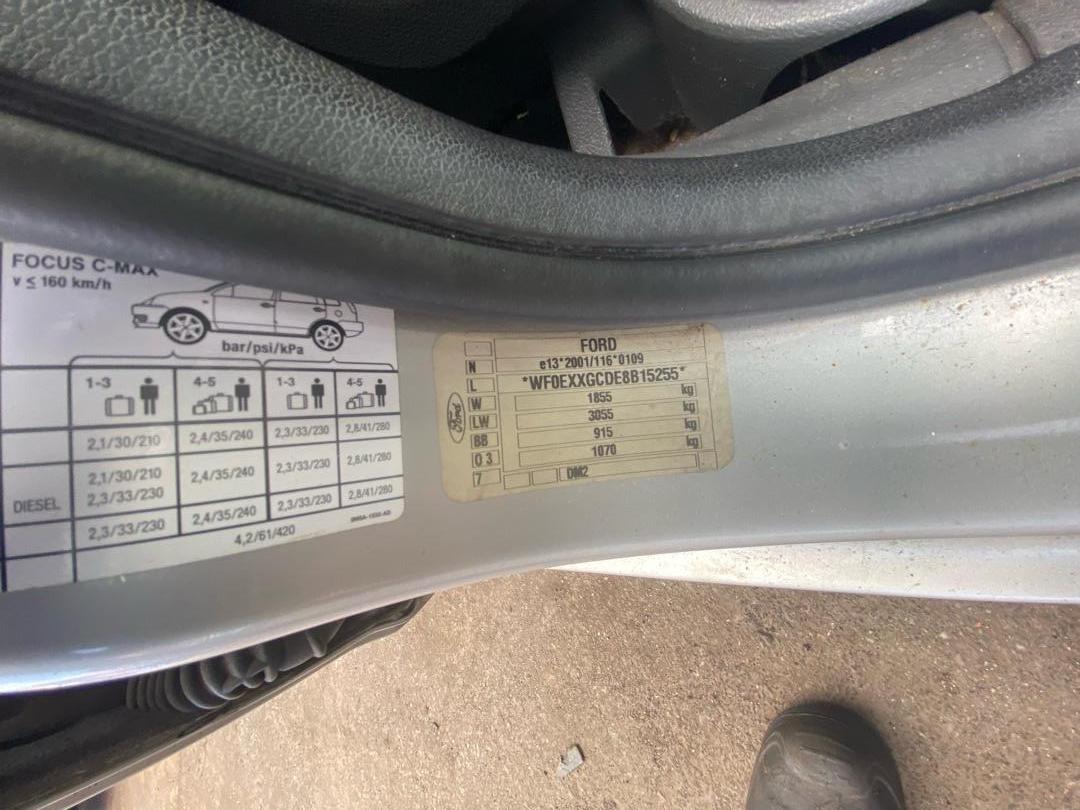 FOCUS C-MAX
v ≤ 160 km/h
bar/psi/kPa
1-3 4-5 1-3 4-5
2,1/30/210 2,4/35/240 2,3/33/230 2,8/41/280
2,1/30/210
DIESEL 2,3/33/230 2,4/35/240 2,3/33/230 2,8/41/280
2,3/33/230 2,4/35/240 2,3/33/230 2,8/41/280
4,2/61/420
FORD
N e13*2001/116*0109
L *WF0EXXGCDE8B15255*
W 1855 kg
LW 3055 kg
BB 915 kg
0 3 1070
7 DM2
Ford